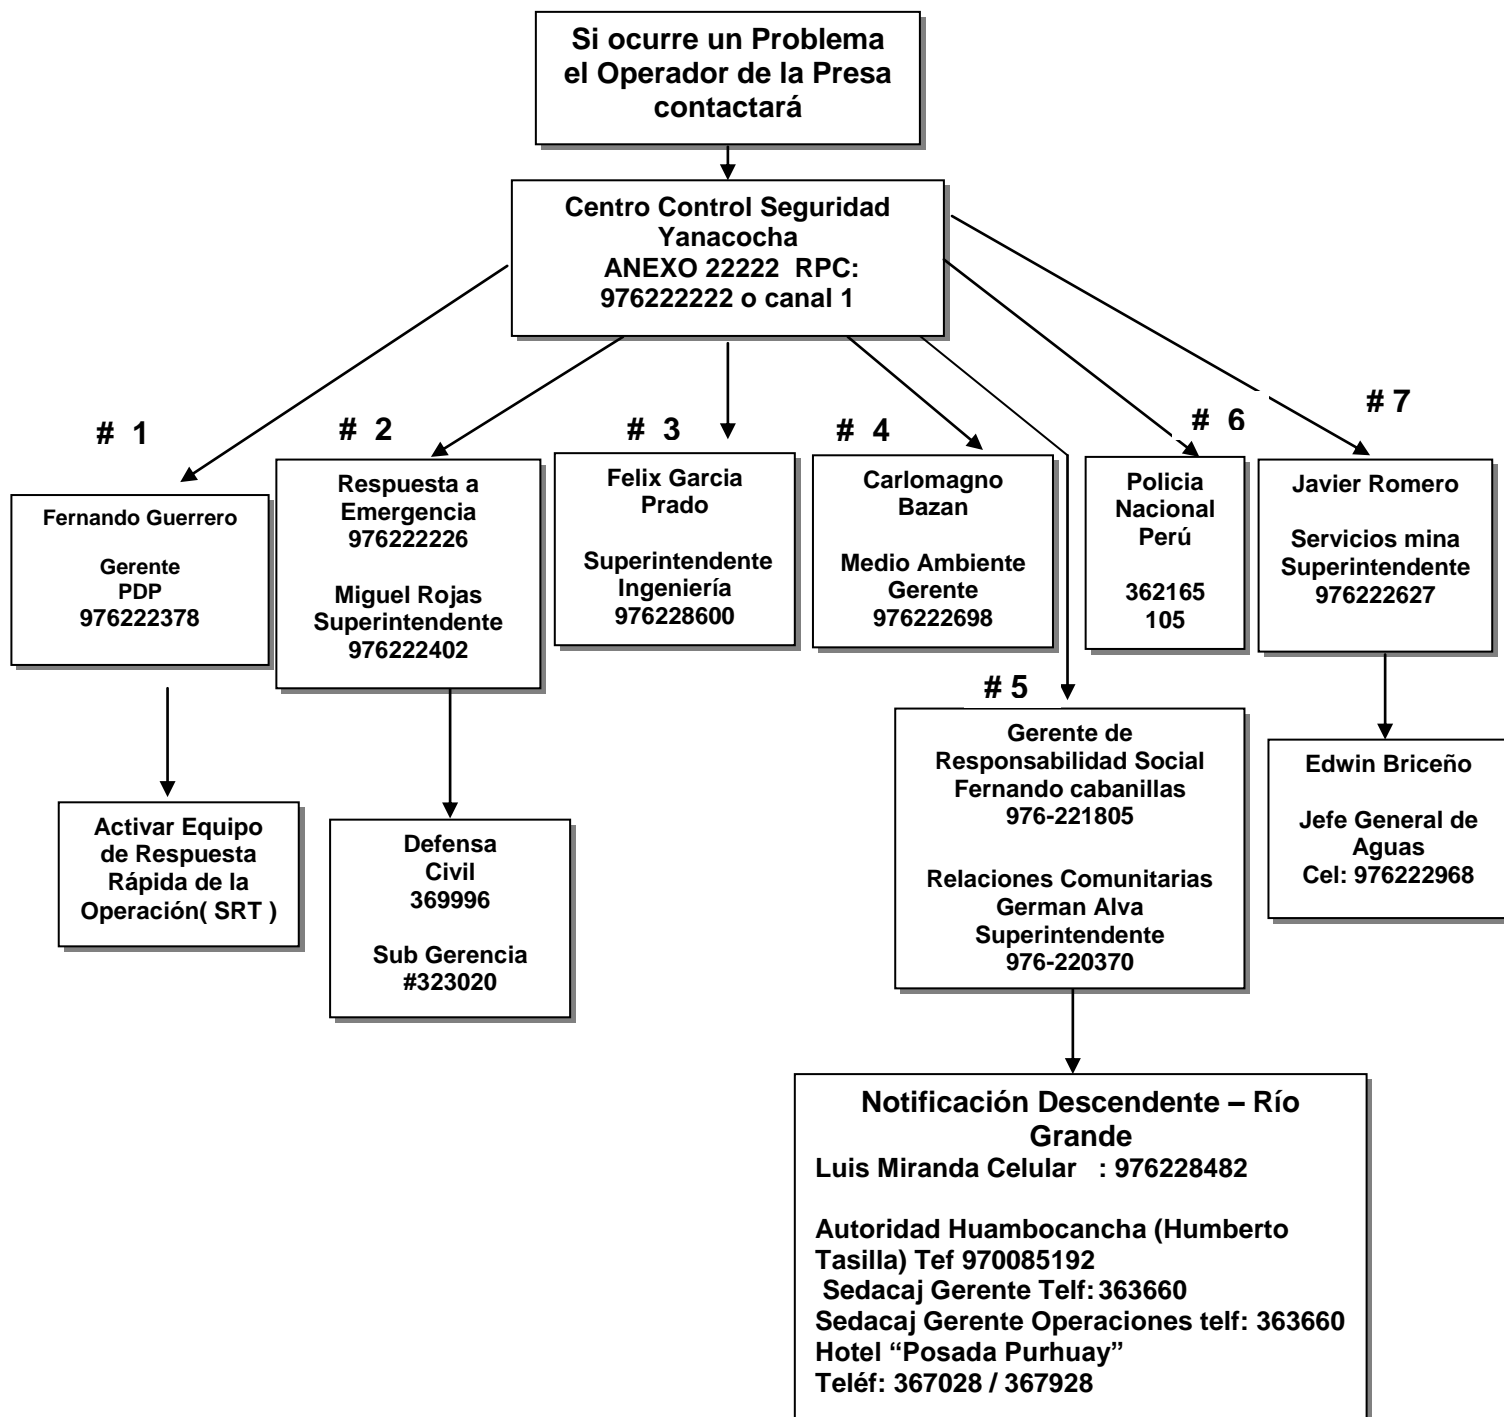 Si ocurre un Problema
el Operador de la Presa
contactará
Centro Control Seguridad
Yanacocha
ANEXO 22222 RPC:
976222222 o canal 1
# 1
Fernando Guerrero
Gerente
PDP
976222378
Activar Equipo
de Respuesta
Rápida de la
Operación( SRT )
# 2
Respuesta a
Emergencia
976222226
Miguel Rojas
Superintendente
976222402
Defensa
Civil
369996
Sub Gerencia
#323020
# 3
Felix Garcia
Prado
Superintendente
Ingeniería
976228600
# 4
Carlomagno
Bazan
Medio Ambiente
Gerente
976222698
# 5
Gerente de
Responsabilidad Social
Fernando cabanillas
976-221805
Relaciones Comunitarias
German Alva
Superintendente
976-220370
Notificación Descendente – Río
Grande
Luis Miranda Celular : 976228482
Autoridad Huambocancha (Humberto
Tasilla) Tef 970085192
Sedacaj Gerente Telf: 363660
Sedacaj Gerente Operaciones telf: 363660
Hotel “Posada Purhuay”
Teléf: 367028 / 367928
# 6
Policia
Nacional
Perú
362165
105
# 7
Javier Romero
Servicios mina
Superintendente
976222627
Edwin Briceño
Jefe General de
Aguas
Cel: 976222968